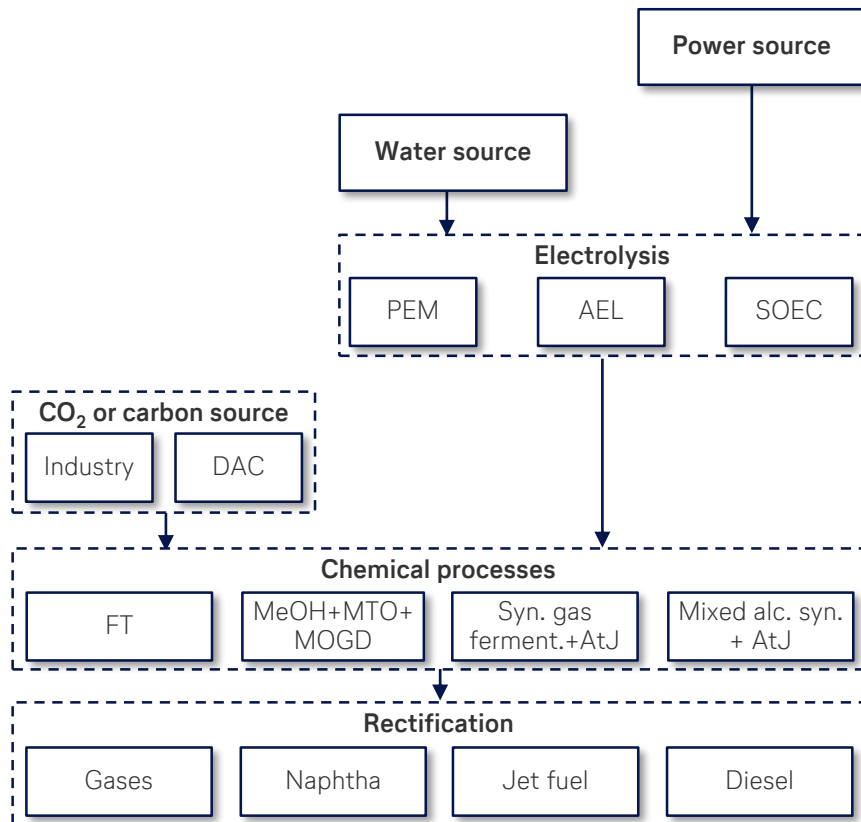 Power source
Water source
Electrolysis
PEM
AEL
SOEC
CO₂ or carbon source
Industry
DAC
Chemical processes
FT
MeOH+MTO+
MOGD
Syn. gas
ferment.+AtJ
Mixed alc. syn.
+ AtJ
Rectification
Gases
Naphtha
Jet fuel
Diesel